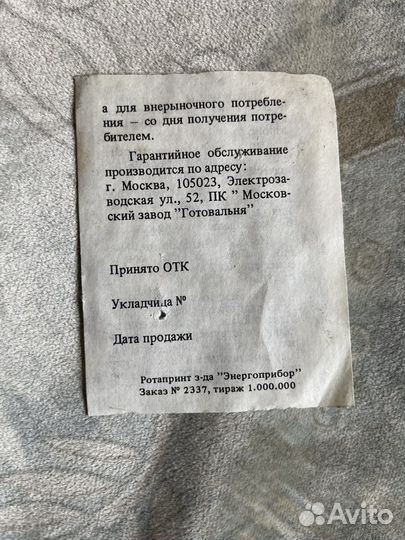 а для внерыночного потребле-
ния — со дня получения потре-
бителем.
Гарантийное обслуживание
производится по адресу:
г. Москва, 105023, Электроза-
водская ул., 52, ПК " Москов-
ский завод "Готовальня"
Принято ОТК
Укладчица №
Дата продажи
Ротапринт з-да "Энергоприбор"
Заказ № 2337, тираж 1.000.000
Avito